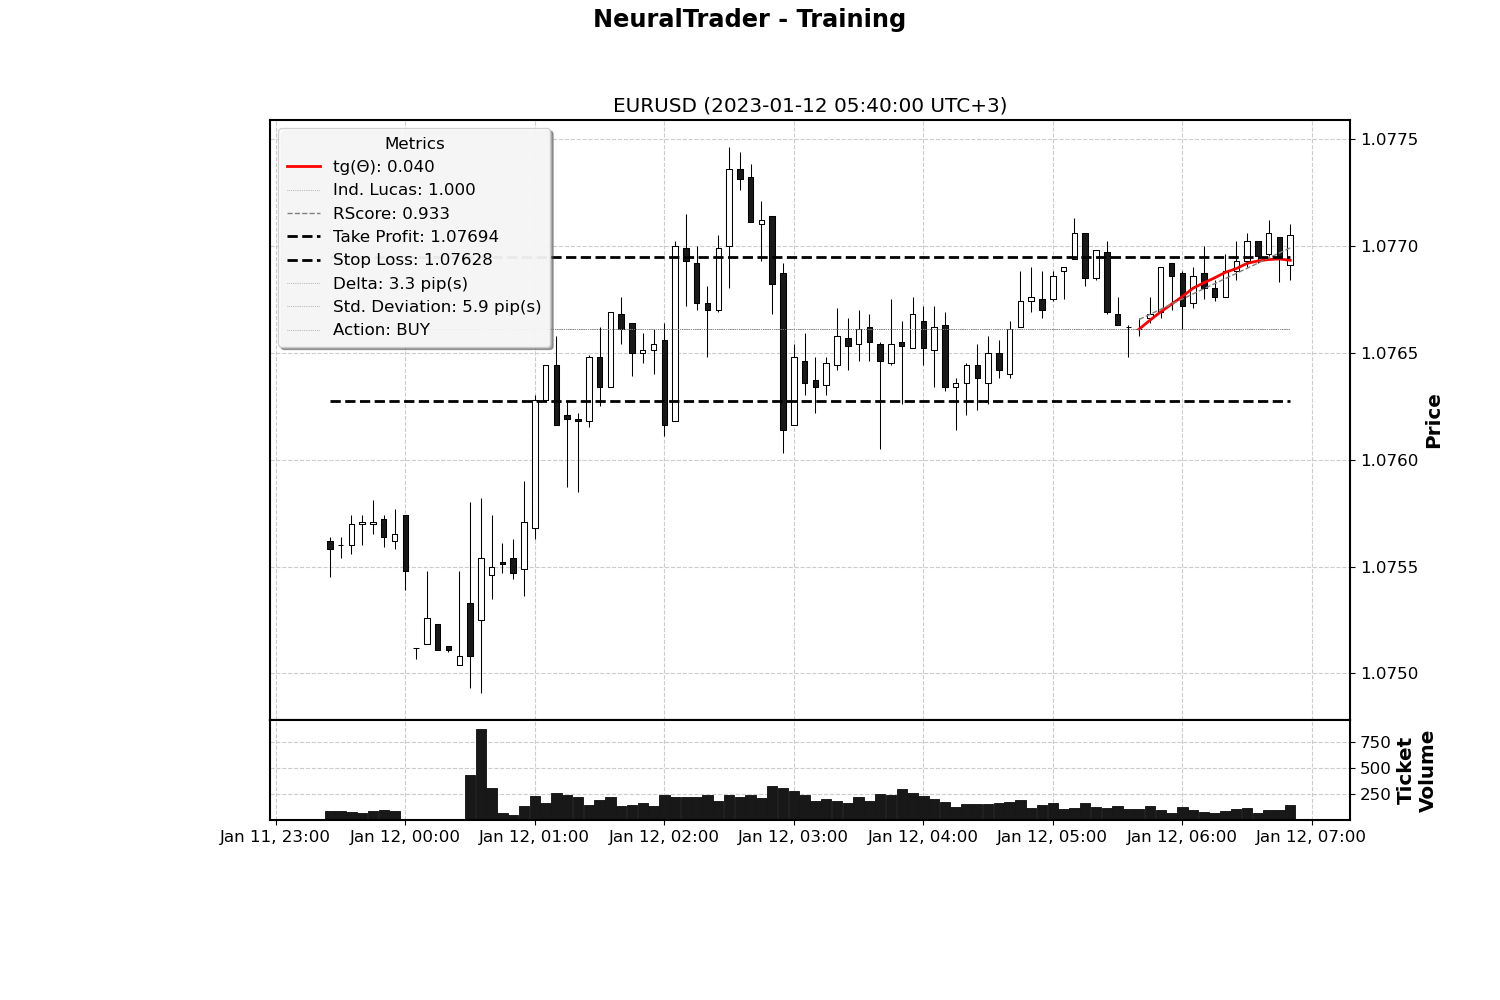 NeuralTrader - Training
EURUSD (2023-01-12 05:40:00 UTC+3)
Metrics
tg(Θ): 0.040
Ind. Lucas: 1.000
RScore: 0.933
Take Profit: 1.07694
Stop Loss: 1.07628
Delta: 3.3 pip(s)
Std. Deviation: 5.9 pip(s)
Action: BUY
1.0775
1.0770
1.0765
1.0760
1.0755
1.0750
Price
750
500
250
Ticket
Volume
Jan 11, 23:00
Jan 12, 00:00
Jan 12, 01:00
Jan 12, 02:00
Jan 12, 03:00
Jan 12, 04:00
Jan 12, 05:00
Jan 12, 06:00
Jan 12, 07:00